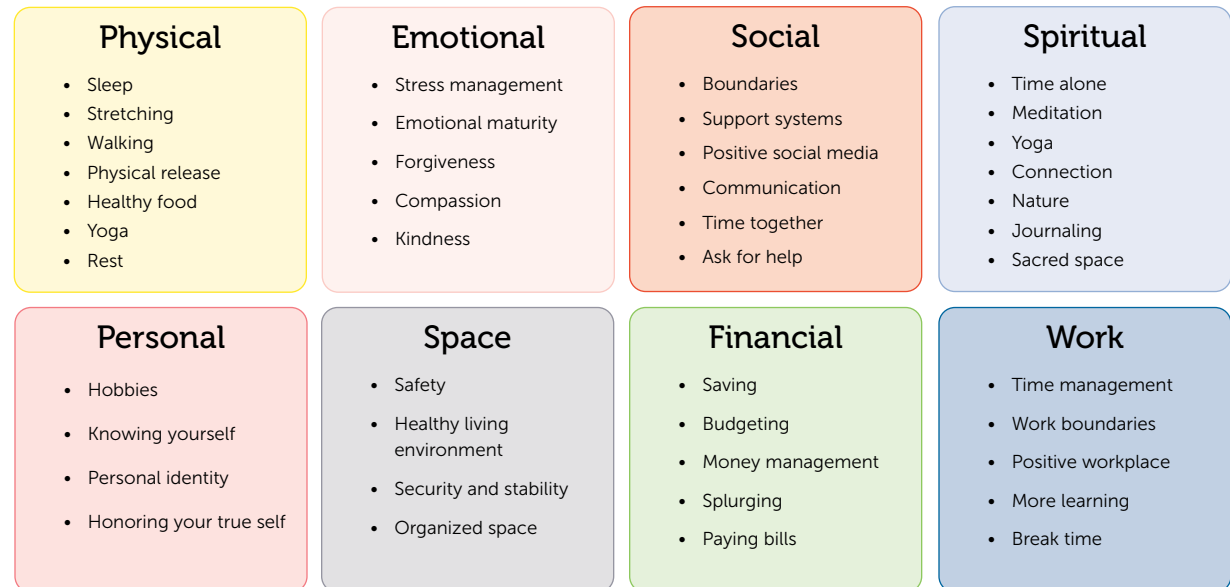 Physical
• Sleep
• Stretching
• Walking
• Physical release
• Healthy food
• Yoga
• Rest
Emotional
• Stress management
• Emotional maturity
• Forgiveness
• Compassion
• Kindness
Social
• Boundaries
• Support systems
• Positive social media
• Communication
• Time together
• Ask for help
Spiritual
• Time alone
• Meditation
• Yoga
• Connection
• Nature
• Journaling
• Sacred space
Personal
• Hobbies
• Knowing yourself
• Personal identity
• Honoring your true self
Space
• Safety
• Healthy living
environment
• Security and stability
• Organized space
Financial
• Saving
• Budgeting
• Money management
• Splurging
• Paying bills
Work
• Time management
• Work boundaries
• Positive workplace
• More learning
• Break time